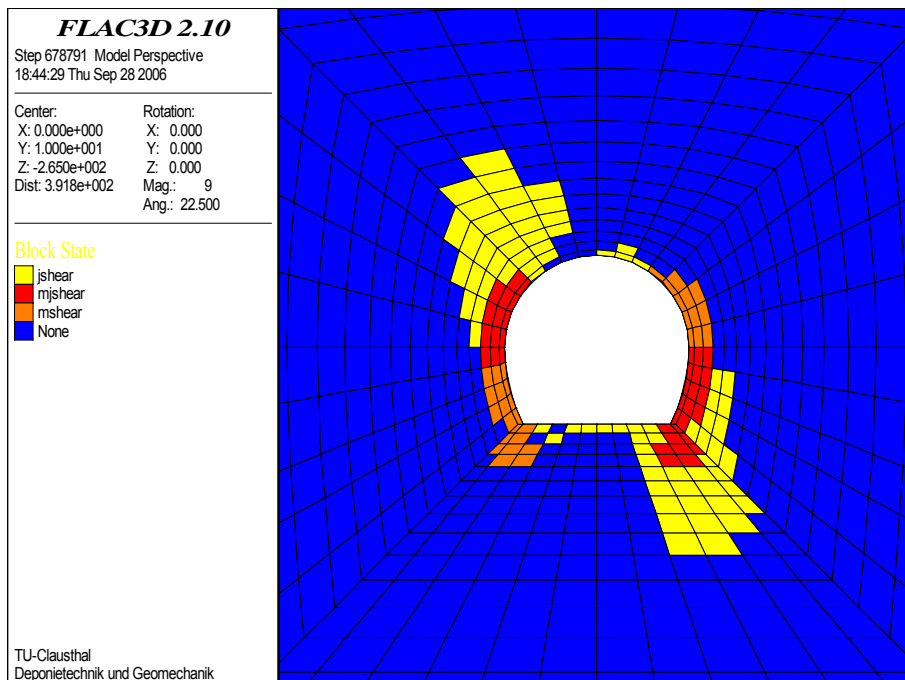 FLAC3D 2.10
Step 678791 Model Perspective
18:44:29 Thu Sep 28 2006
Center: Rotation:
X: 0.000e+000 X: 0.000
Y: 1.000e+001 Y: 0.000
Z: -2.650e+002 Z: 0.000
Dist: 3.918e+002 Mag.: 9
Ang.: 22.500
Block State
jshear
mjshear
mshear
None
TU-Clausthal
Deponietechnik und Geomechanik